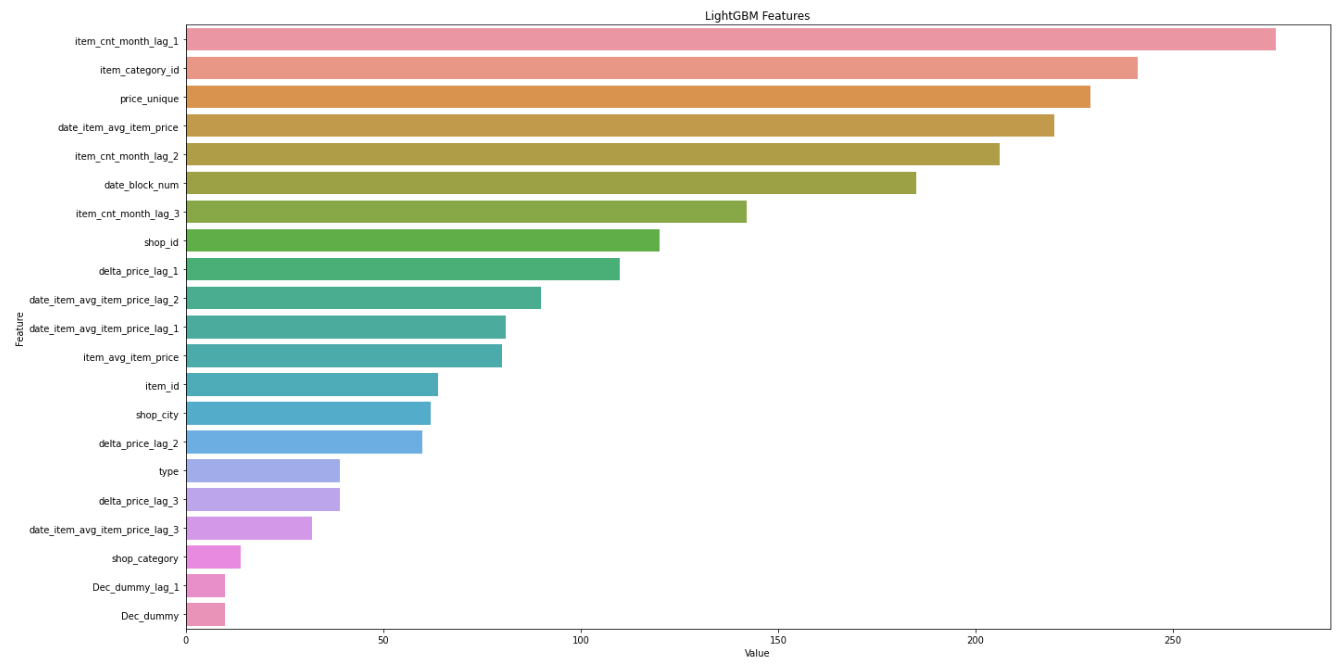 LightGBM Features
item_cnt_month_lag_1
item_category_id
price_unique
date_item_avg_item_price
item_cnt_month_lag_2
date_block_num
item_cnt_month_lag_3
shop_id
delta_price_lag_1
date_item_avg_item_price_lag_2
date_item_avg_item_price_lag_1
item_avg_item_price
item_id
shop_city
delta_price_lag_2
type
delta_price_lag_3
date_item_avg_item_price_lag_3
shop_category
Dec_dummy_lag_1
Dec_dummy
Feature
0 50 100 150 200 250
Value